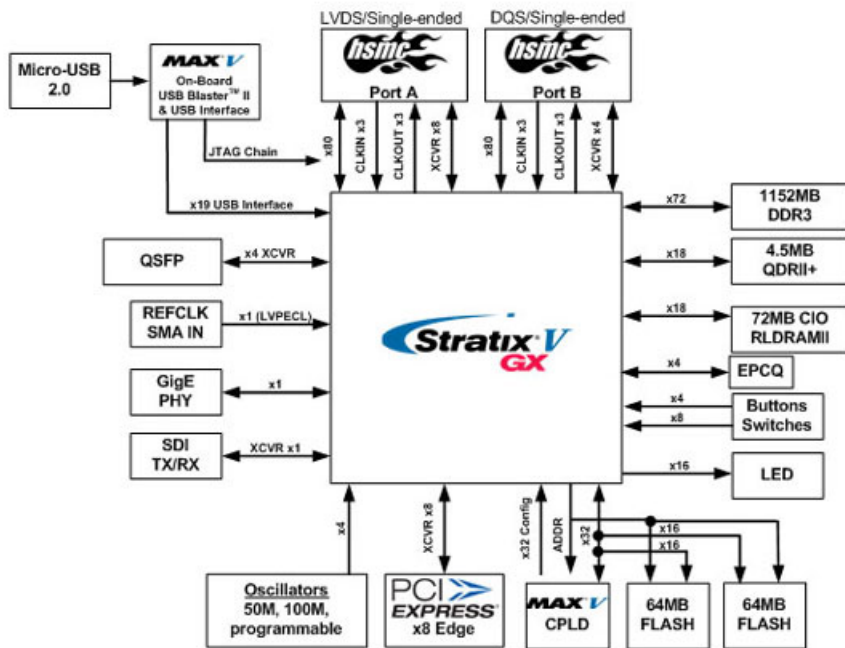 LVDS/Single-ended
DQS/Single-ended
hsmc
Port A
hsmc
Port B
Micro-USB
2.0
MAX V
On-Board
USB Blaster™ II
& USB Interface
JTAG Chain
x19 USB Interface
x80
CLKIN x3
CLKOUT x3
XCVR x8
x80
CLKIN x3
CLKOUT x3
XCVR x4
QSFP
x4 XCVR
REFCLK
SMA IN
x1 (LVPECL)
GigE
PHY
x1
SDI
TX/RX
XCVR x1
Stratix V
GX
x72
1152MB
DDR3
x18
4.5MB
QDRII+
x18
72MB CIO
RLDRAMII
x4
EPCQ
x4
x8
Buttons
Switches
x16
LED
x4
XCVR x8
x32 Config
ADDR
x32
x16
x16
Oscillators
50M, 100M,
programmable
PCI
EXPRESS®
x8 Edge
MAX V
CPLD
64MB
FLASH
64MB
FLASH